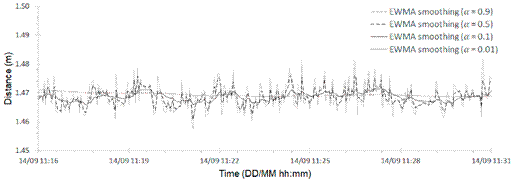 1.50
EWMA smoothing (α = 0.9)
EWMA smoothing (α = 0.5)
EWMA smoothing (α = 0.1)
EWMA smoothing (α = 0.01)
1.49
1.48
1.47
1.46
1.45
Distance (m)
14/09 11:16 14/09 11:19 14/09 11:22 14/09 11:25 14/09 11:28 14/09 11:31
Time (DD/MM hh:mm)